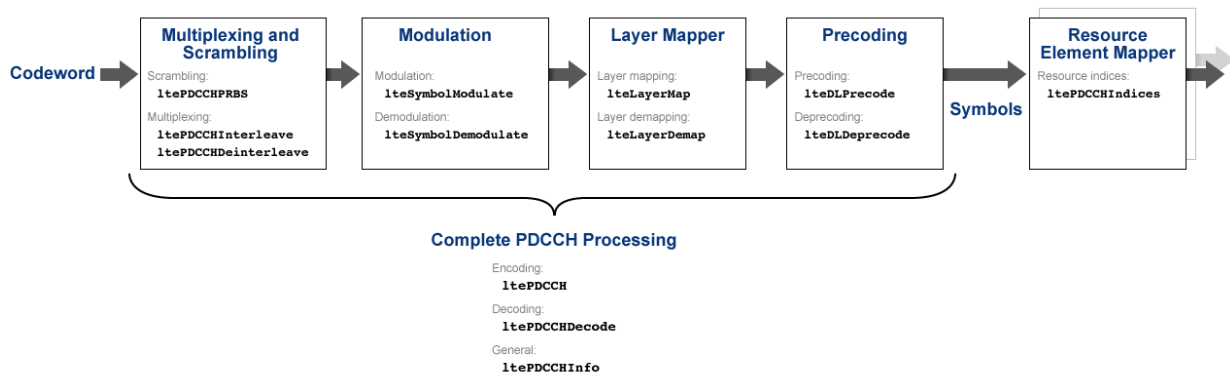 Codeword
Multiplexing and
Scrambling
Scrambling:
ltePDCCHPRBS
Multiplexing:
ltePDCCHInterleave
ltePDCCHDeinterleave
Modulation
Modulation:
lteSymbolModulate
Demodulation:
lteSymbolDemodulate
Layer Mapper
Layer mapping:
lteLayerMap
Layer demapping:
lteLayerDemap
Precoding
Precoding:
lteDLPrecode
Deprecoding:
lteDLDeprecode
Symbols
Resource
Element Mapper
Resource indices:
ltePDCCHIndices
Complete PDCCH Processing
Encoding:
ltePDCCH
Decoding:
ltePDCCHDecode
General:
ltePDCCHInfo